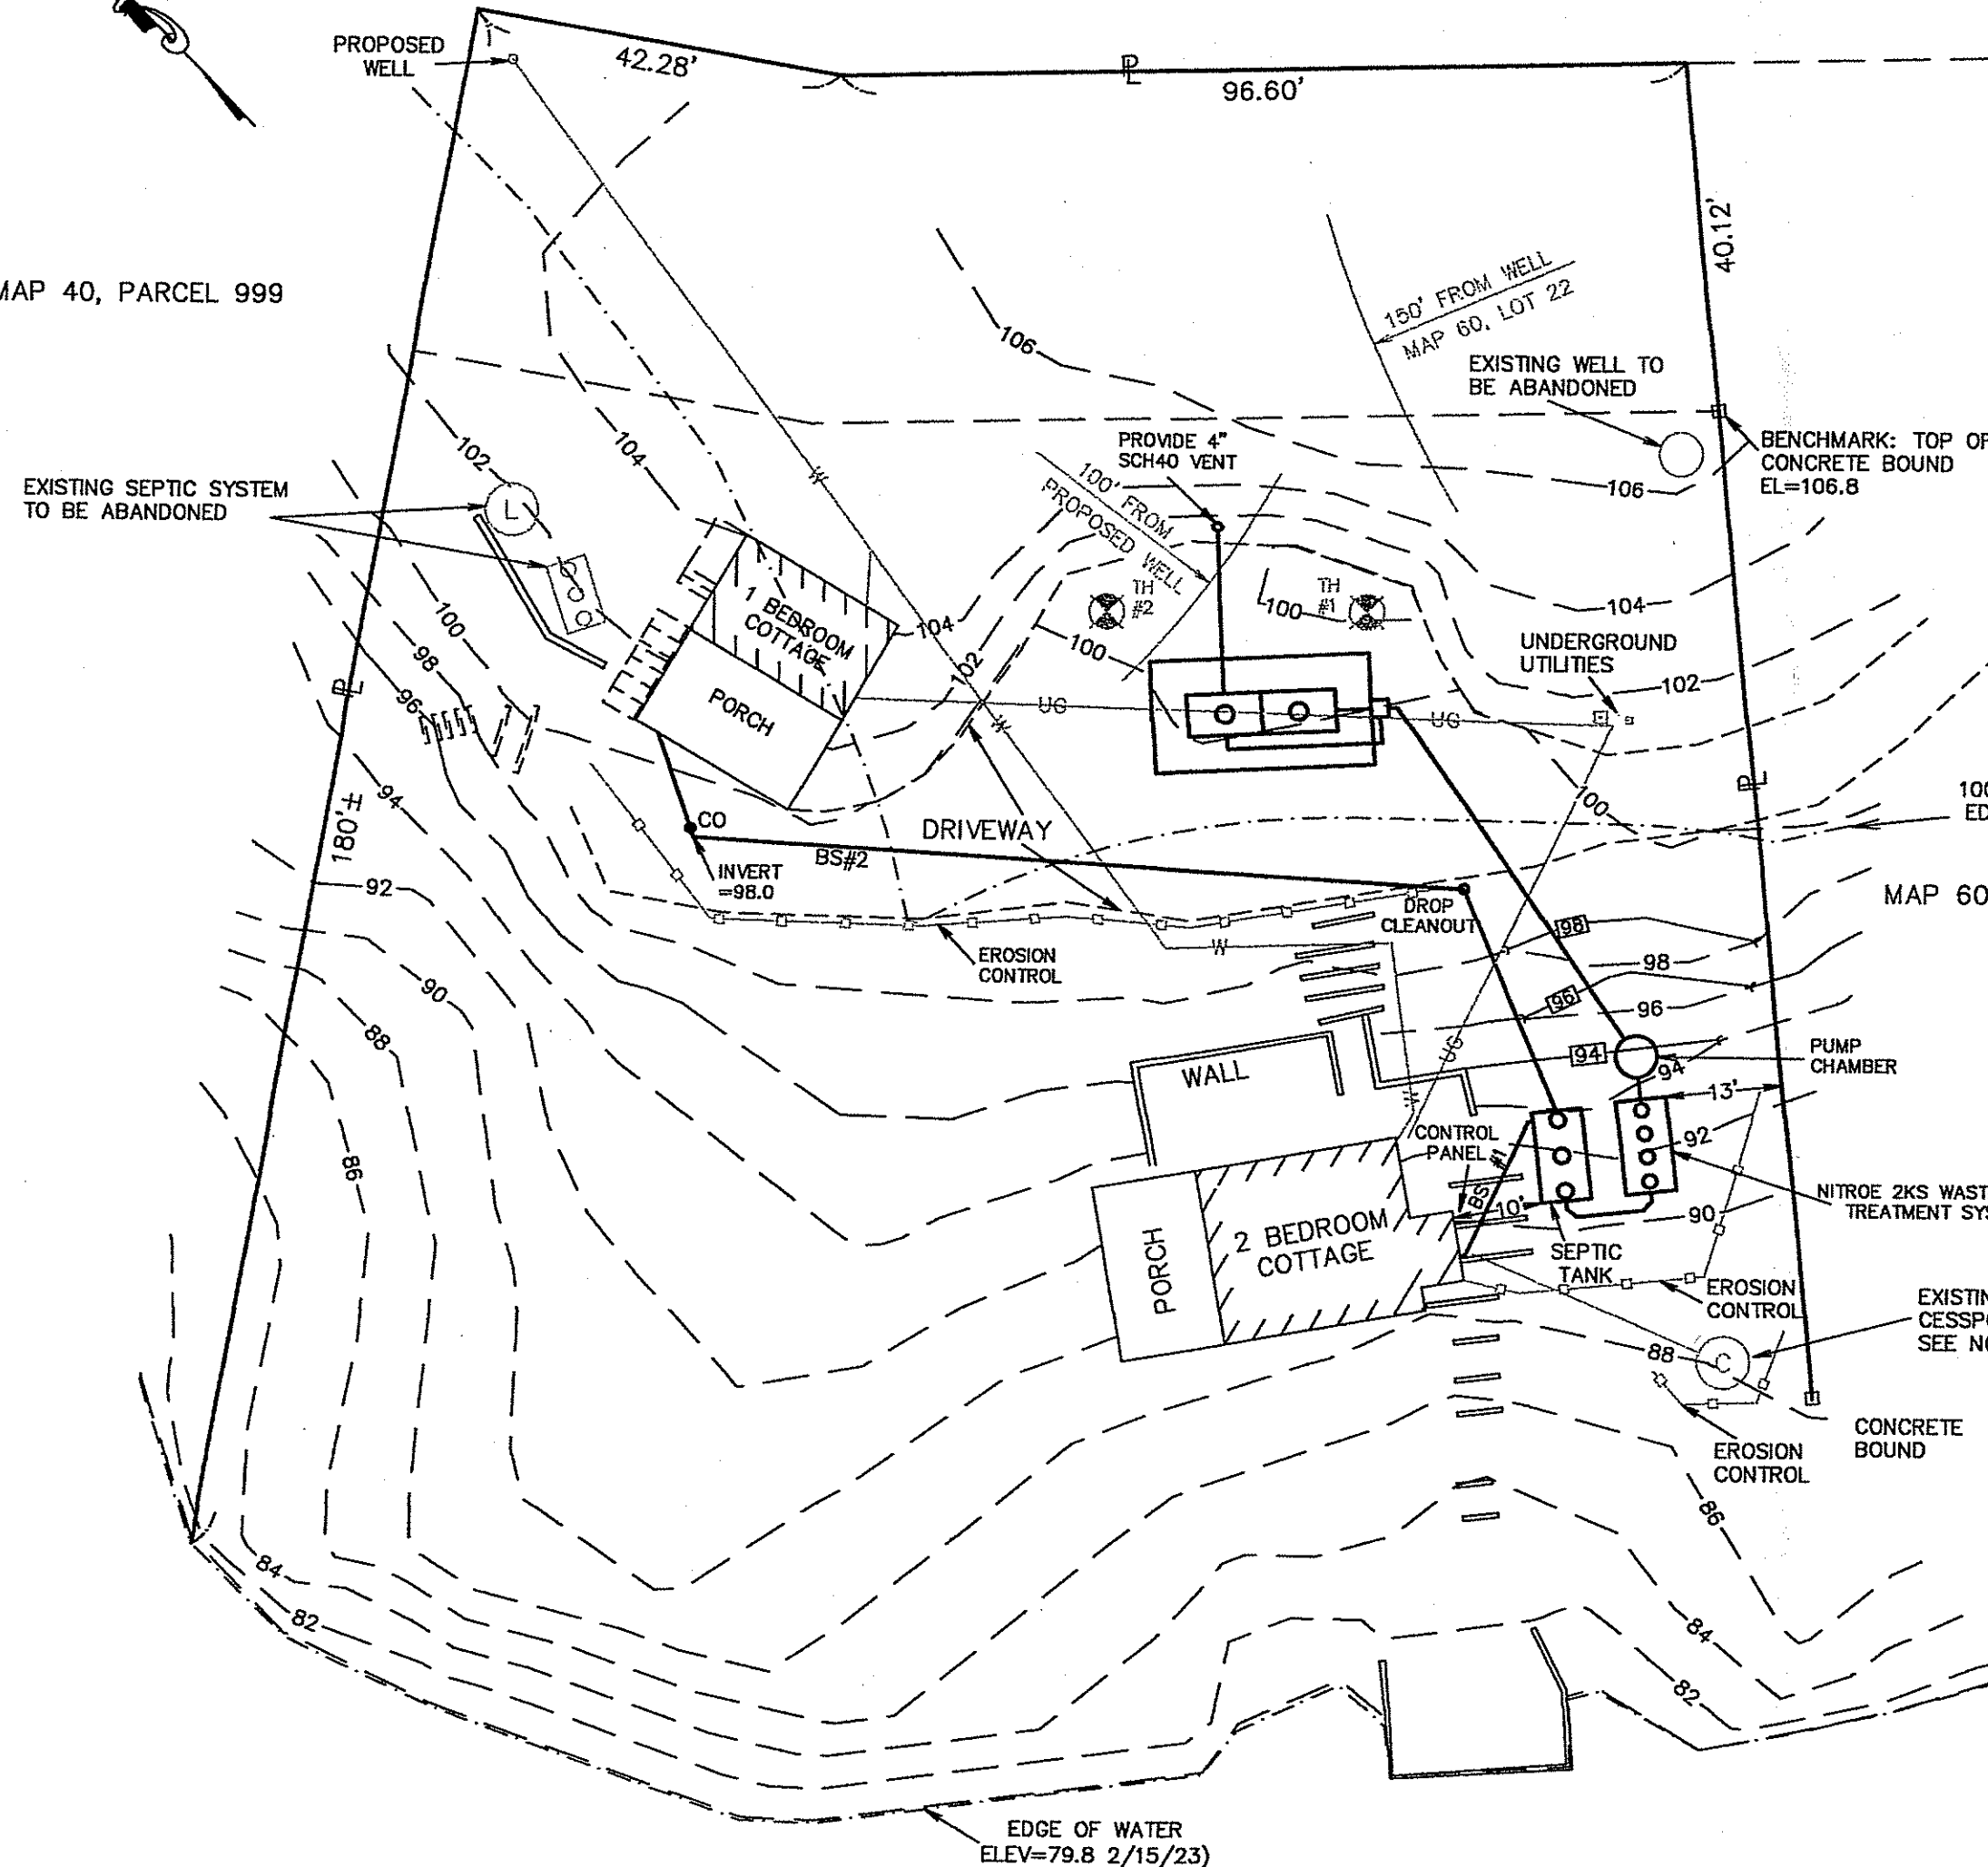 PROPOSED
WELL
42.28'
PL
96.60'
40.12'
MAP 40, PARCEL 999
150' FROM WELL
MAP 60, LOT 22
106
EXISTING WELL TO
BE ABANDONED
BENCHMARK: TOP OF
CONCRETE BOUND
EL=106.8
PROVIDE 4"
SCH40 VENT
100' FROM
PROPOSED WELL
106
102
104
W
EXISTING SEPTIC SYSTEM
TO BE ABANDONED
L
TH
#2
TH
#1
100
104
1 BEDROOM
COTTAGE
104
100
102
UNDERGROUND
UTILITIES
100
98
96
PL
PORCH
UG
W
UG
102
PL
94
180'±
100
CO
DRIVEWAY
BS#2
INVERT
=98.0
92
MAP 60
DROP
CLEANOUT
98
W
98
EROSION
CONTROL
90
96
96
88
UG
94
94
PUMP
CHAMBER
WALL
W
13'
92
CONTROL
PANEL
BS #1
86
10'
NITROE 2KS WAST
TREATMENT SYS
90
PORCH
2 BEDROOM
COTTAGE
SEPTIC
TANK
EROSION
CONTROL
88
C
CONCRETE
BOUND
EROSION
CONTROL
86
84
82
84
82
EDGE OF WATER
ELEV=79.8 2/15/23)